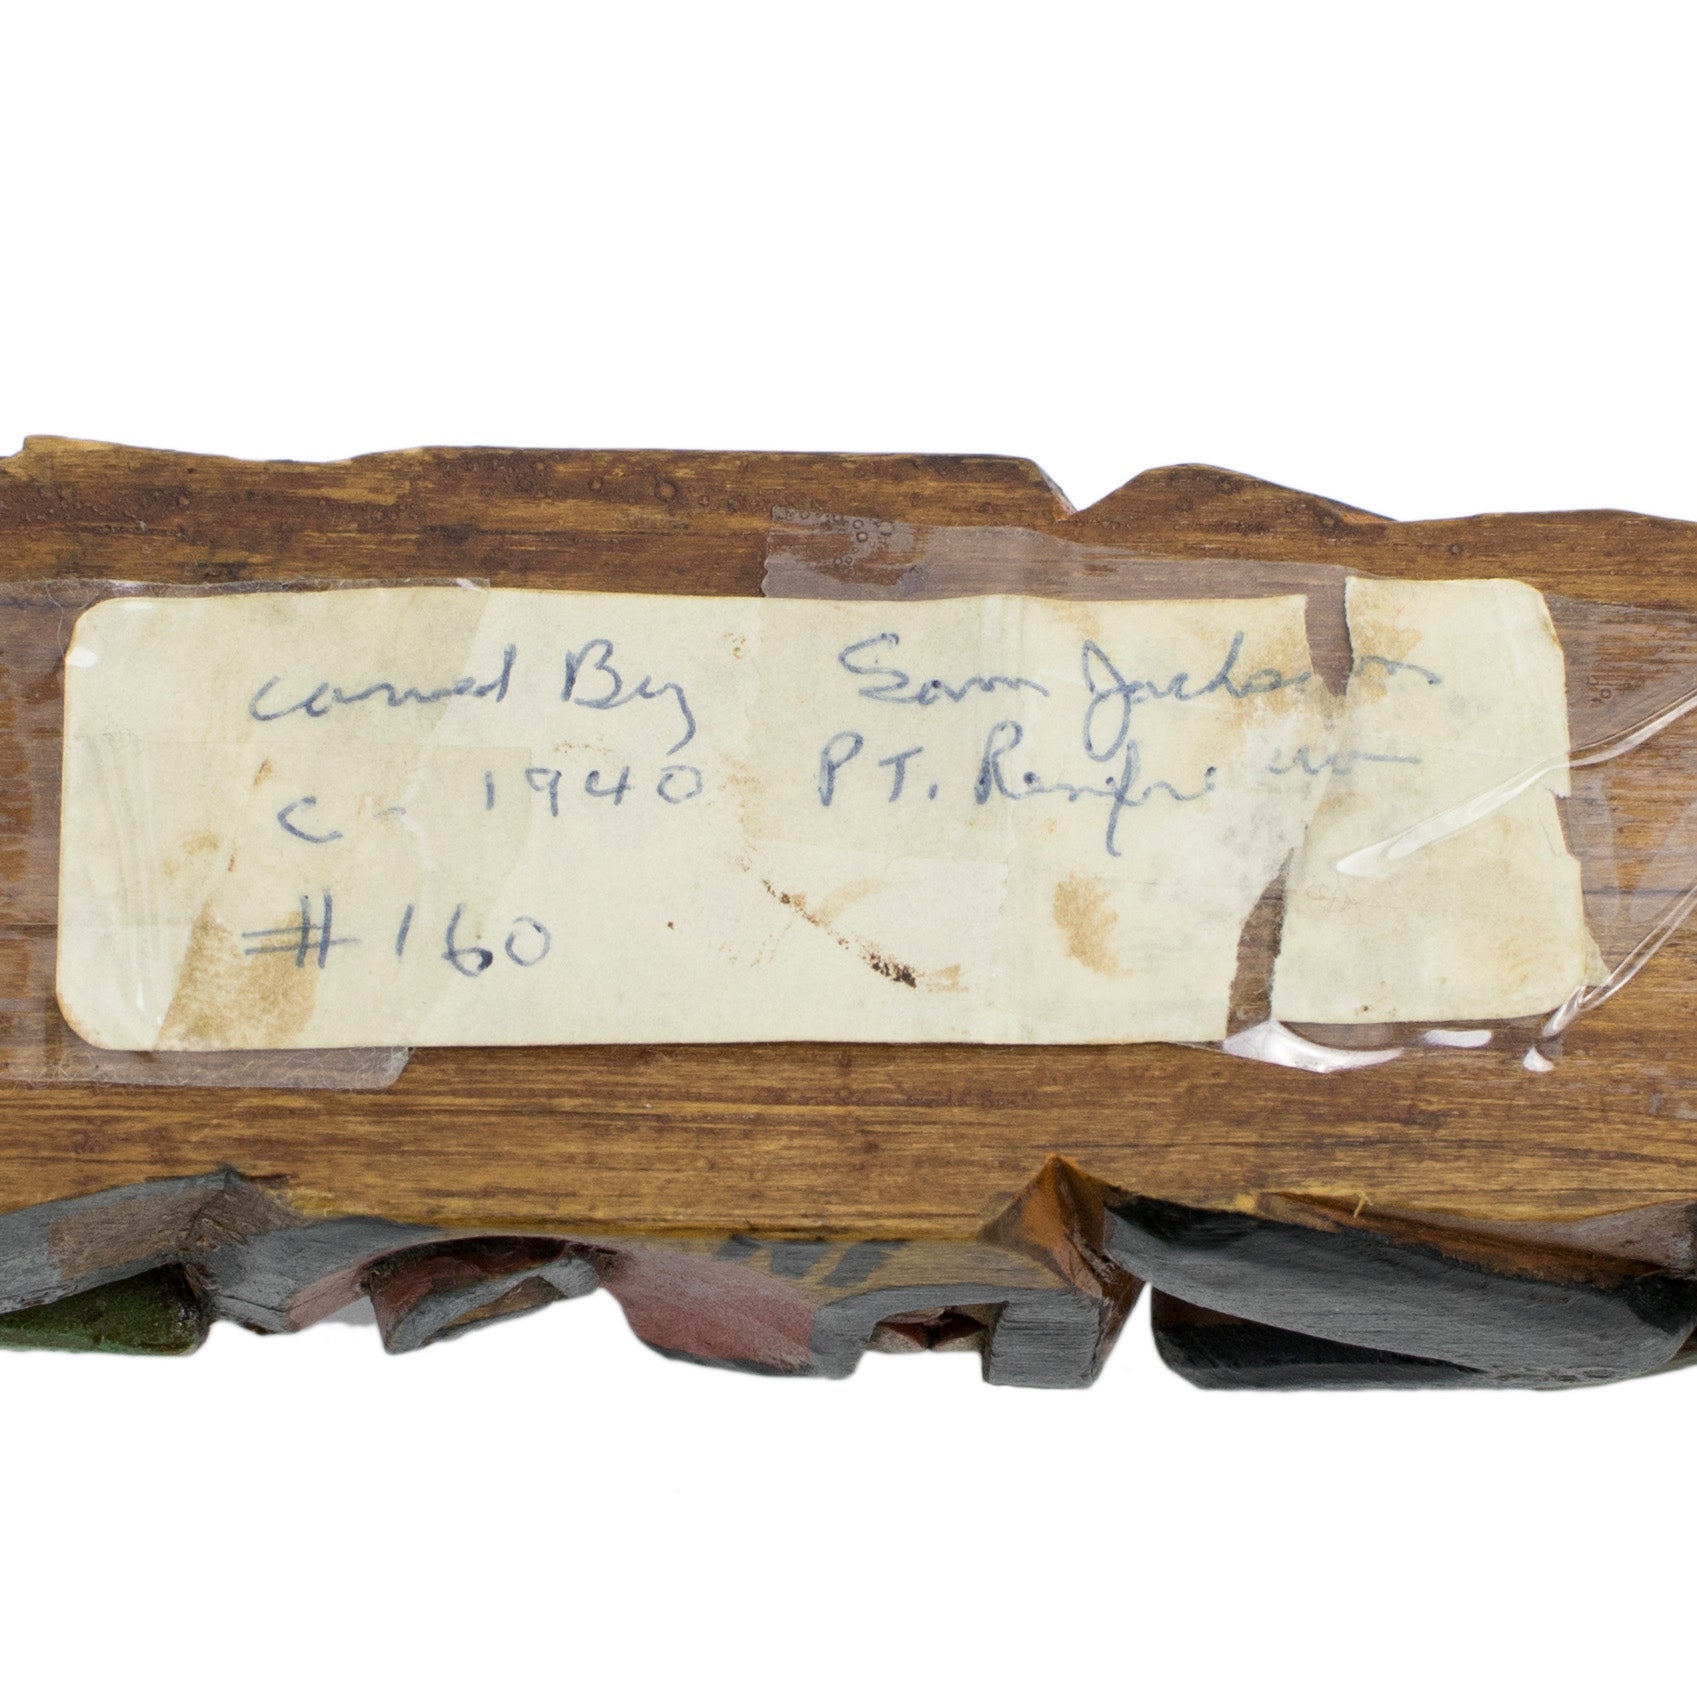 Carved By Sam Jackson
C- 1940 PT. Renfrew
#160